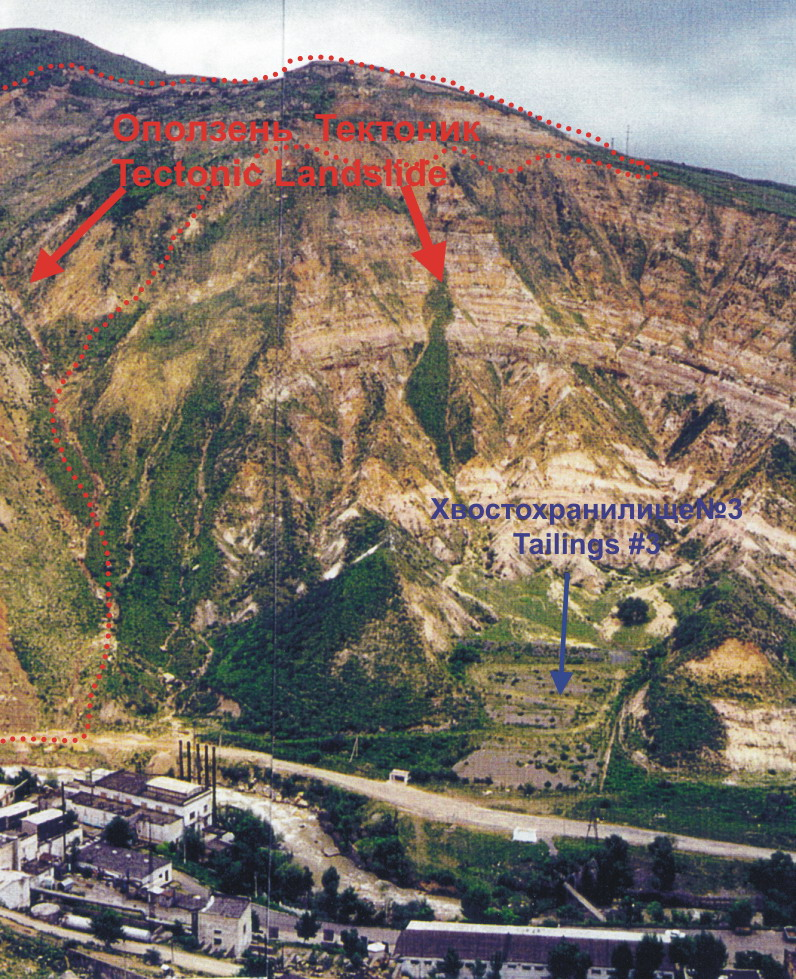 Оползень Тектоник
Tectonic Landslide
Хвостохранилище№3
Tailings #3